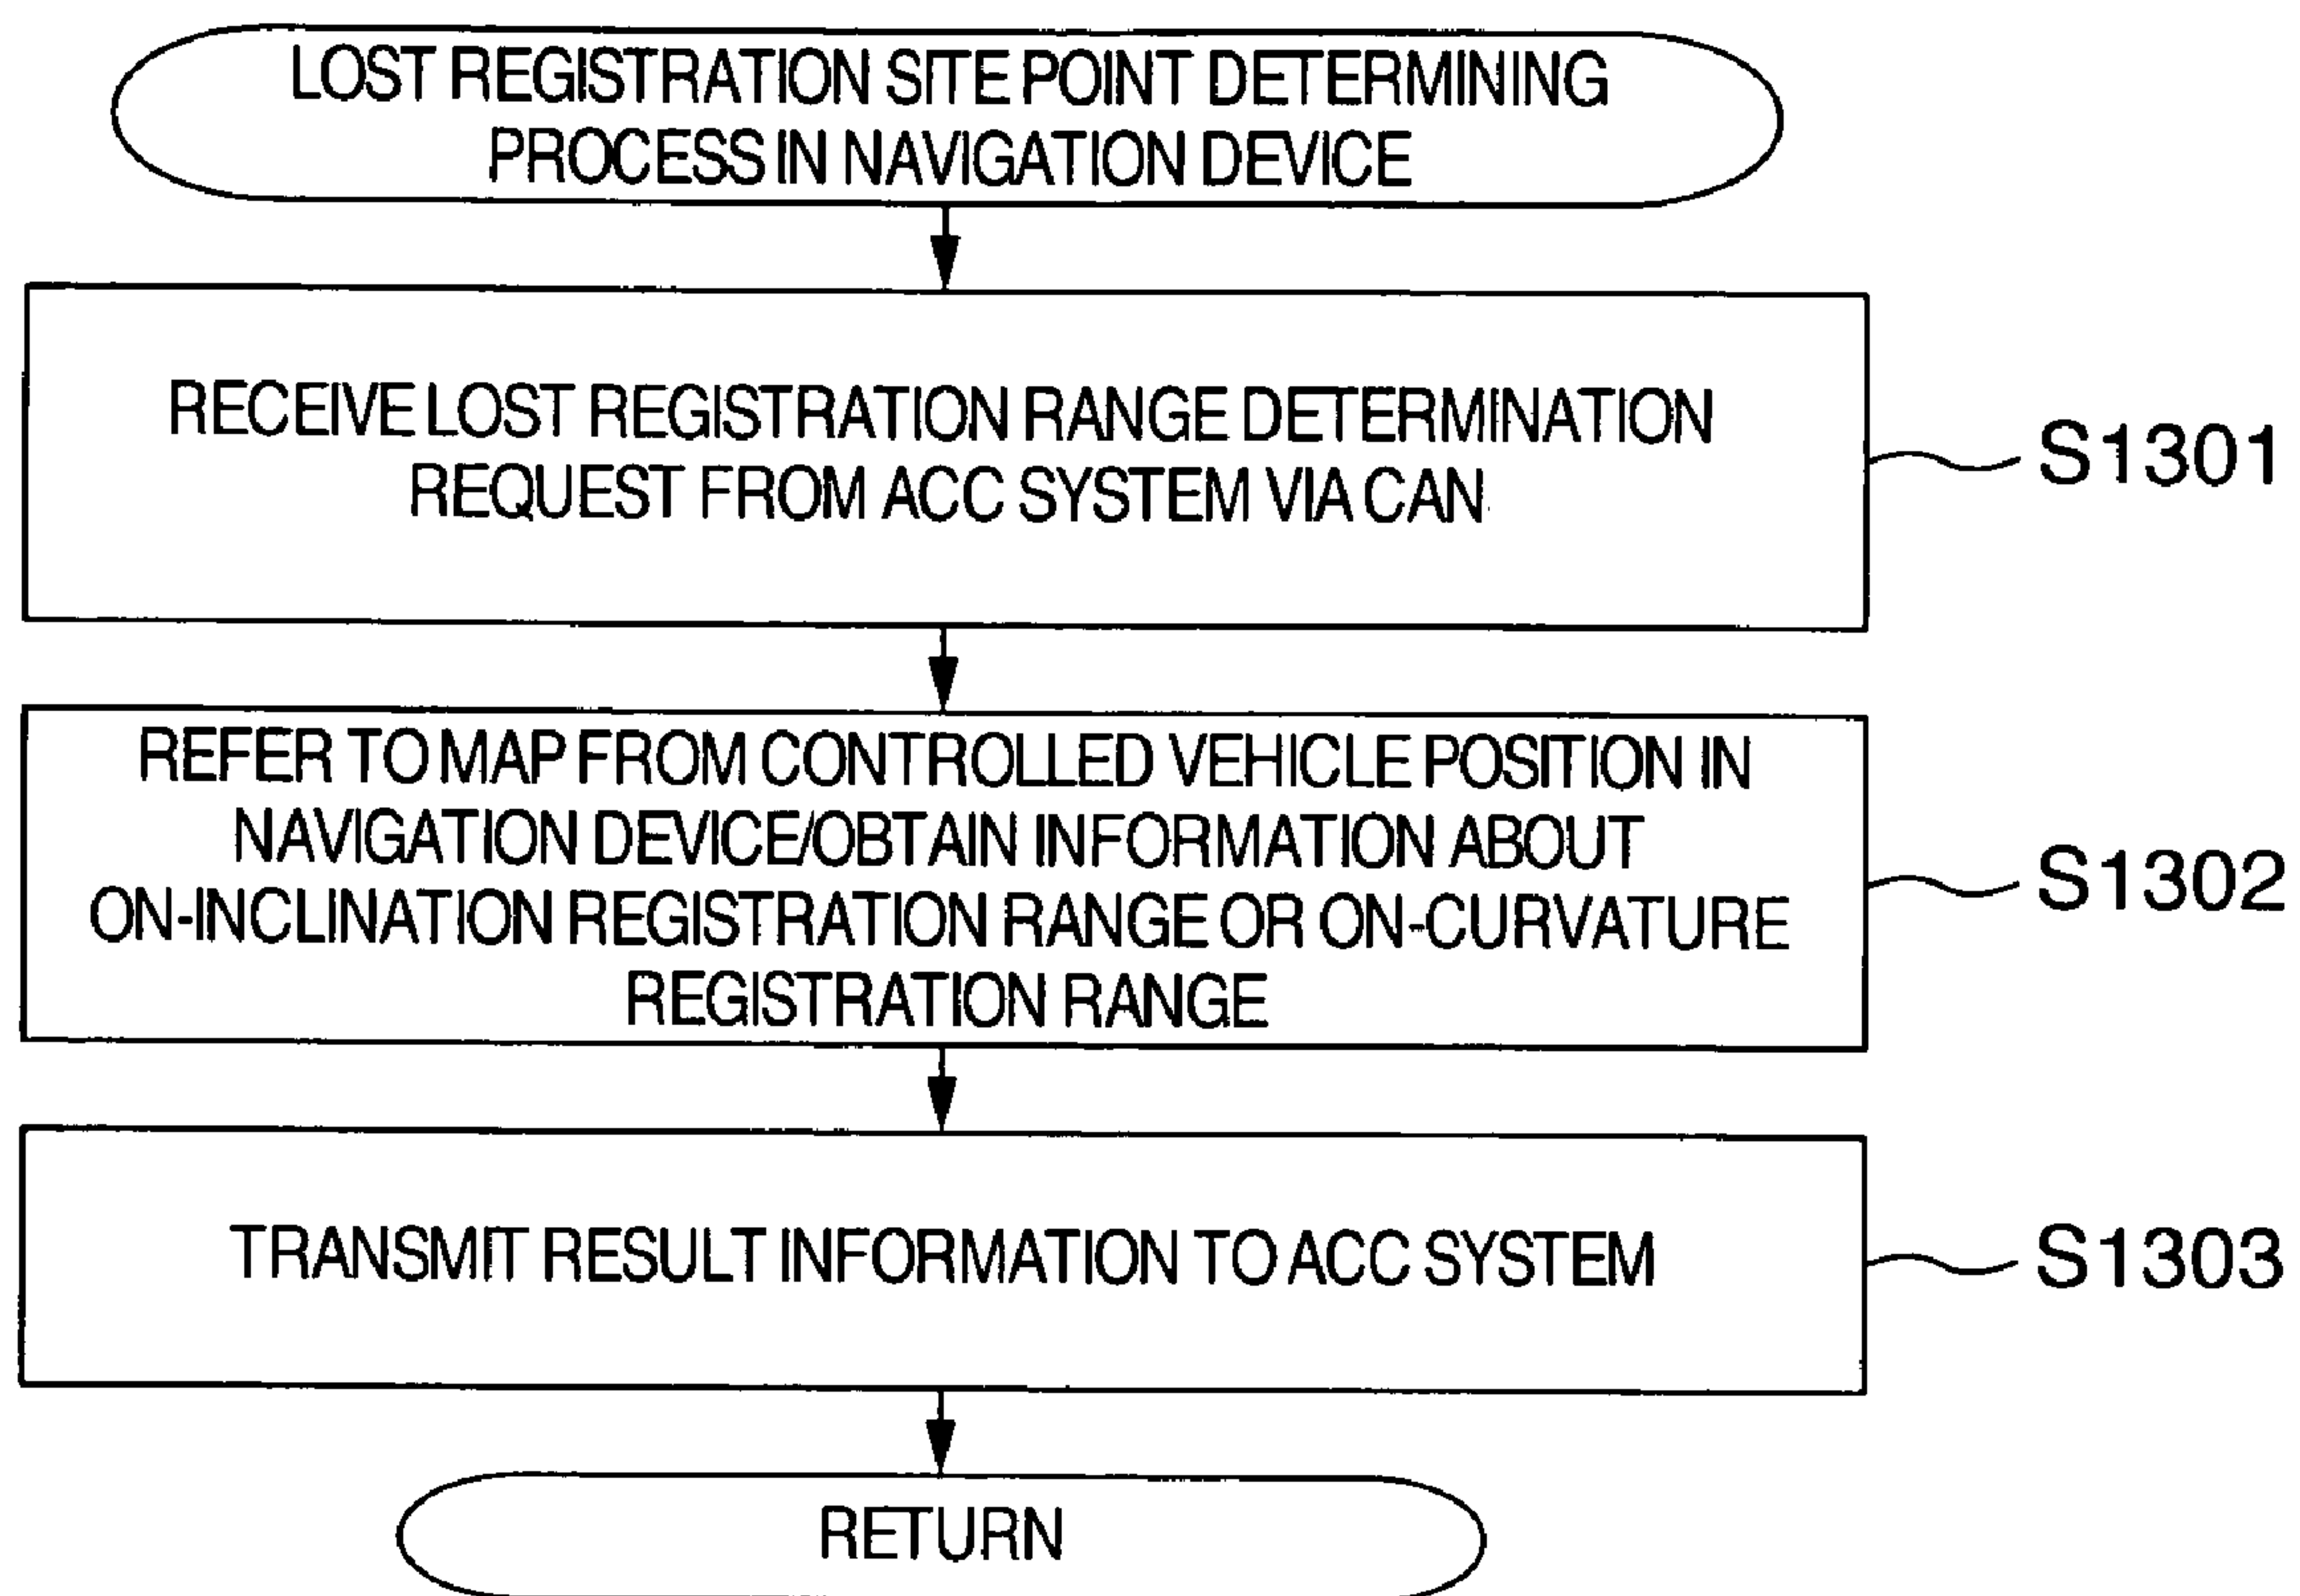 LOST REGISTRATION SITE POINT DETERMINING
PROCESS IN NAVIGATION DEVICE
RECEIVE LOST REGISTRATION RANGE DETERMINATION
REQUEST FROM ACC SYSTEM VIA CAN
S1301
REFER TO MAP FROM CONTROLLED VEHICLE POSITION IN
NAVIGATION DEVICE/OBTAIN INFORMATION ABOUT
ON-INCLINATION REGISTRATION RANGE OR ON-CURVATURE
REGISTRATION RANGE
S1302
TRANSMIT RESULT INFORMATION TO ACC SYSTEM
S1303
RETURN